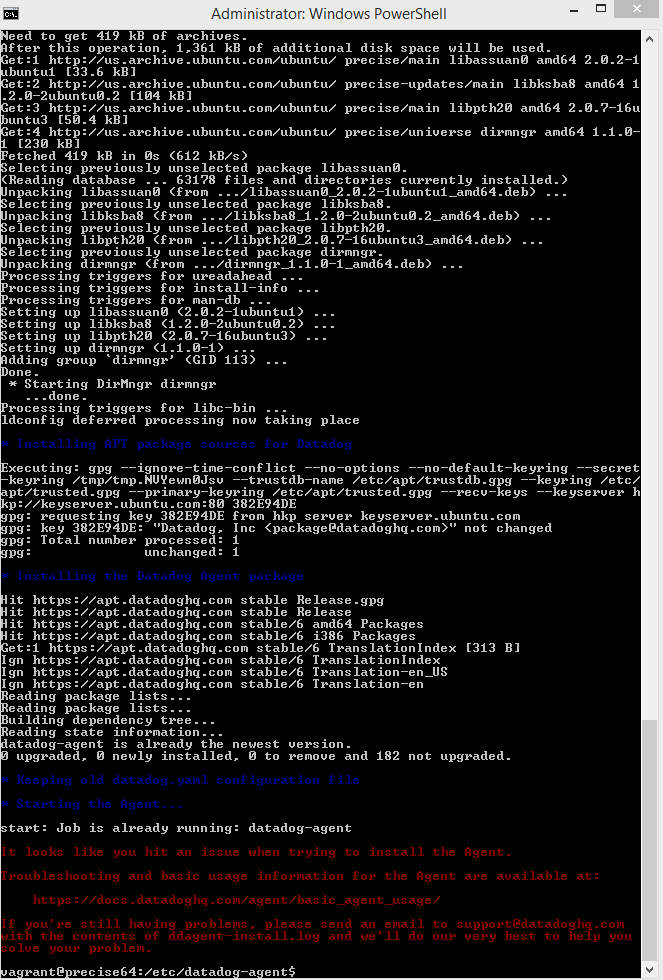 Administrator: Windows PowerShell
Need to get 419 kB of archives.
After this operation, 1,361 kB of additional disk space will be used.
Get:1 http://us.archive.ubuntu.com/ubuntu/ precise/main libassuan0 amd64 2.0.2-1
ubuntu1 [33.6 kB]
Get:2 http://us.archive.ubuntu.com/ubuntu/ precise-updates/main libksba8 amd64 1
.2.0-2ubuntu0.2 [104 kB]
Get:3 http://us.archive.ubuntu.com/ubuntu/ precise/main libpth20 amd64 2.0.7-16u
buntu3 [50.4 kB]
Get:4 http://us.archive.ubuntu.com/ubuntu/ precise/universe dirmngr amd64 1.1.0-
1 [230 kB]
Fetched 419 kB in 0s (612 kB/s)
Selecting previously unselected package libassuan0.
(Reading database ... 63178 files and directories currently installed.)
Unpacking libassuan0 (from .../libassuan0_2.0.2-1ubuntu1_amd64.deb) ...
Selecting previously unselected package libksba8.
Unpacking libksba8 (from .../libksba8_1.2.0-2ubuntu0.2_amd64.deb) ...
Selecting previously unselected package libpth20.
Unpacking libpth20 (from .../libpth20_2.0.7-16ubuntu3_amd64.deb) ...
Selecting previously unselected package dirmngr.
Unpacking dirmngr (from .../dirmngr_1.1.0-1_amd64.deb) ...
Processing triggers for ureadahead ...
Processing triggers for install-info ...
Processing triggers for man-db ...
Setting up libassuan0 (2.0.2-1ubuntu1) ...
Setting up libksba8 (1.2.0-2ubuntu0.2) ...
Setting up libpth20 (2.0.7-16ubuntu3) ...
Setting up dirmngr (1.1.0-1) ...
Adding group `dirmngr' (GID 113) ...
Done.
 * Starting DirMngr dirmngr
   ...done.
Processing triggers for libc-bin ...
ldconfig deferred processing now taking place
* Installing APT package sources for Datadog
Executing: gpg --ignore-time-conflict --no-options --no-default-keyring --secret
-keyring /tmp/tmp.NUYewn0Jsv --trustdb-name /etc/apt/trustdb.gpg --keyring /etc/
apt/trusted.gpg --primary-keyring /etc/apt/trusted.gpg --recv-keys --keyserver h
kp://keyserver.ubuntu.com:80 382E94DE
gpg: requesting key 382E94DE from hkp server keyserver.ubuntu.com
gpg: key 382E94DE: "Datadog, Inc <package@datadoghq.com>" not changed
gpg: Total number processed: 1
gpg:              unchanged: 1
* Installing the Datadog Agent package
Hit https://apt.datadoghq.com stable Release.gpg
Hit https://apt.datadoghq.com stable Release
Hit https://apt.datadoghq.com stable/6 amd64 Packages
Hit https://apt.datadoghq.com stable/6 i386 Packages
Get:1 https://apt.datadoghq.com stable/6 TranslationIndex [313 B]
Ign https://apt.datadoghq.com stable/6 TranslationIndex
Ign https://apt.datadoghq.com stable/6 Translation-en_US
Ign https://apt.datadoghq.com stable/6 Translation-en
Reading package lists...
Reading package lists...
Building dependency tree...
Reading state information...
datadog-agent is already the newest version.
0 upgraded, 0 newly installed, 0 to remove and 182 not upgraded.
* Keeping old datadog.yaml configuration file
* Starting the Agent...
start: Job is already running: datadog-agent
It looks like you hit an issue when trying to install the Agent.
Troubleshooting and basic usage information for the Agent are available at:
    https://docs.datadoghq.com/agent/basic_agent_usage/
If you're still having problems, please send an email to support@datadoghq.com
with the contents of ddagent-install.log and we'll do our very best to help you
solve your problem.
vagrant@precise64:/etc/datadog-agent$